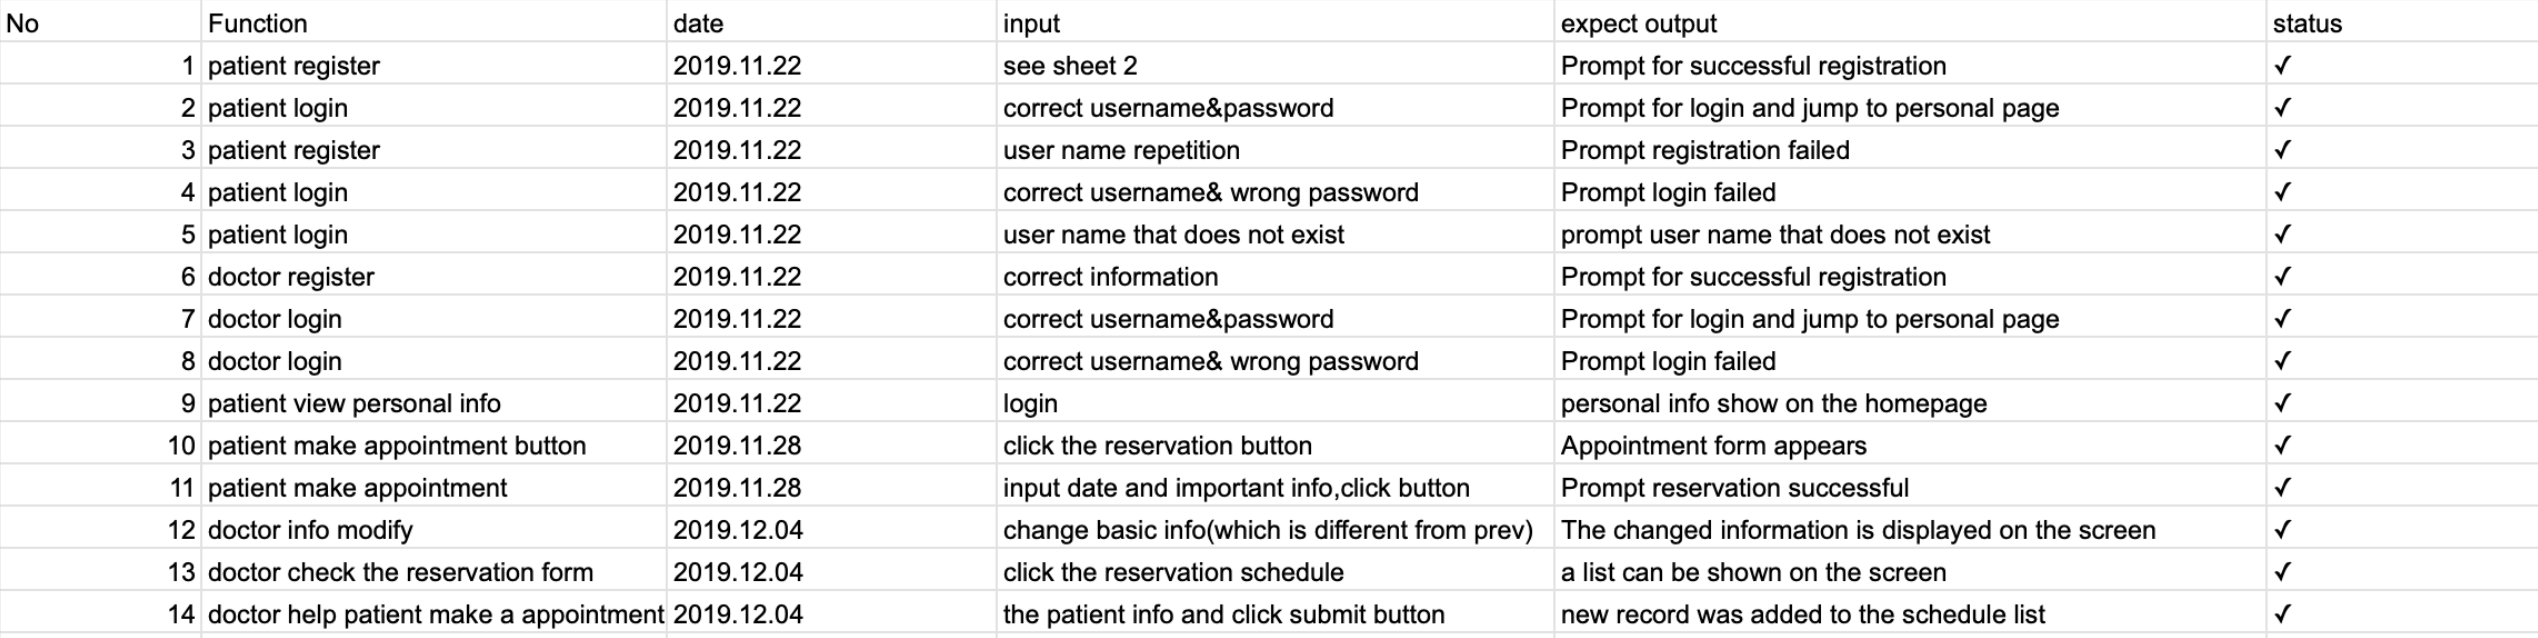 No Function date input expect output status
1 patient register 2019.11.22 see sheet 2 Prompt for successful registration ✓
2 patient login 2019.11.22 correct username&password Prompt for login and jump to personal page ✓
3 patient register 2019.11.22 user name repetition Prompt registration failed ✓
4 patient login 2019.11.22 correct username& wrong password Prompt login failed ✓
5 patient login 2019.11.22 user name that does not exist prompt user name that does not exist ✓
6 doctor register 2019.11.22 correct information Prompt for successful registration ✓
7 doctor login 2019.11.22 correct username&password Prompt for login and jump to personal page ✓
8 doctor login 2019.11.22 correct username& wrong password Prompt login failed ✓
9 patient view personal info 2019.11.22 login personal info show on the homepage ✓
10 patient make appointment button 2019.11.28 click the reservation button Appointment form appears ✓
11 patient make appointment 2019.11.28 input date and important info,click button Prompt reservation successful ✓
12 doctor info modify 2019.12.04 change basic info(which is different from prev) The changed information is displayed on the screen ✓
13 doctor check the reservation form 2019.12.04 click the reservation schedule a list can be shown on the screen ✓
14 doctor help patient make a appointment 2019.12.04 the patient info and click submit button new record was added to the schedule list ✓